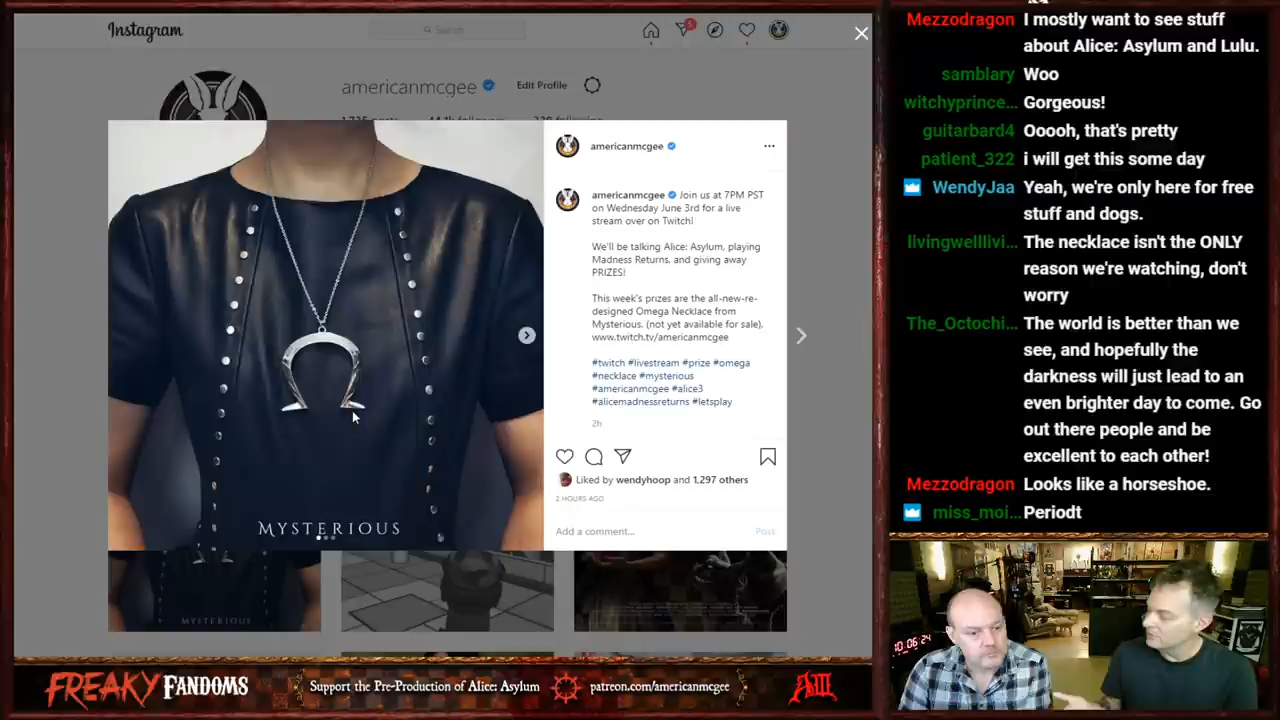 Instagram
Search
5
americanmcgee
Edit Profile
americanmcgee
americanmcgee Join us at 7PM PST
on Wednesday June 3rd for a live
stream over on Twitch!
We'll be talking Alice: Asylum, playing
Madness Returns, and giving away
PRIZES!
This week's prizes are the all-new-re-
designed Omega Necklace from
Mysterious. (not yet available for sale).
www.twitch.tv/americanmcgee
#twitch #livestream #prize #omega
#necklace #mysterious
#americanmcgee #alice3
#alicemadnessreturns #letsplay
2h
Liked by wendyhoop and 1,297 others
2 HOURS AGO
Add a comment...
Post
MYSTERIOUS
MYSTERIOUS
Mezzodragon I mostly want to see stuff
about Alice: Asylum and Lulu.
samblary Woo
witchyprince... Gorgeous!
guitarbard4 Ooooh, that's pretty
patient_322 i will get this some day
WendyJaa Yeah, we're only here for free
stuff and dogs.
livingwellllivi... The necklace isn't the ONLY
reason we're watching, don't
worry
The_Octochi... The world is better than we
see, and hopefully the
darkness will just lead to an
even brighter day to come. Go
out there people and be
excellent to each other!
Mezzodragon Looks like a horseshoe.
miss_moi... Periodt
10:06:24
FREAKY FANDOMS
Support the Pre-Production of Alice: Asylum
patreon.com/americanmcgee